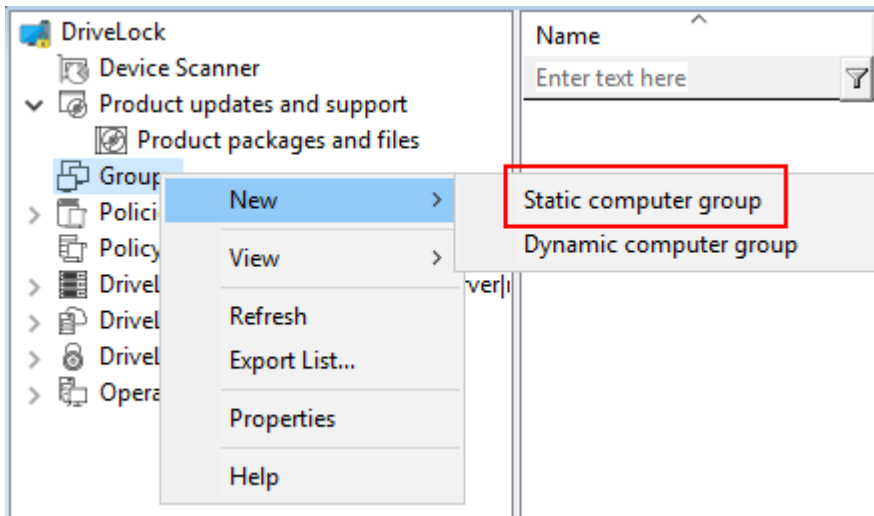 DriveLock
Device Scanner
Product updates and support
Product packages and files
Group
Polici
Policy
Drivel
Drivel
Drivel
Opera
New
View
Refresh
Export List...
Properties
Help
Static computer group
Dynamic computer group
Name
Enter text here